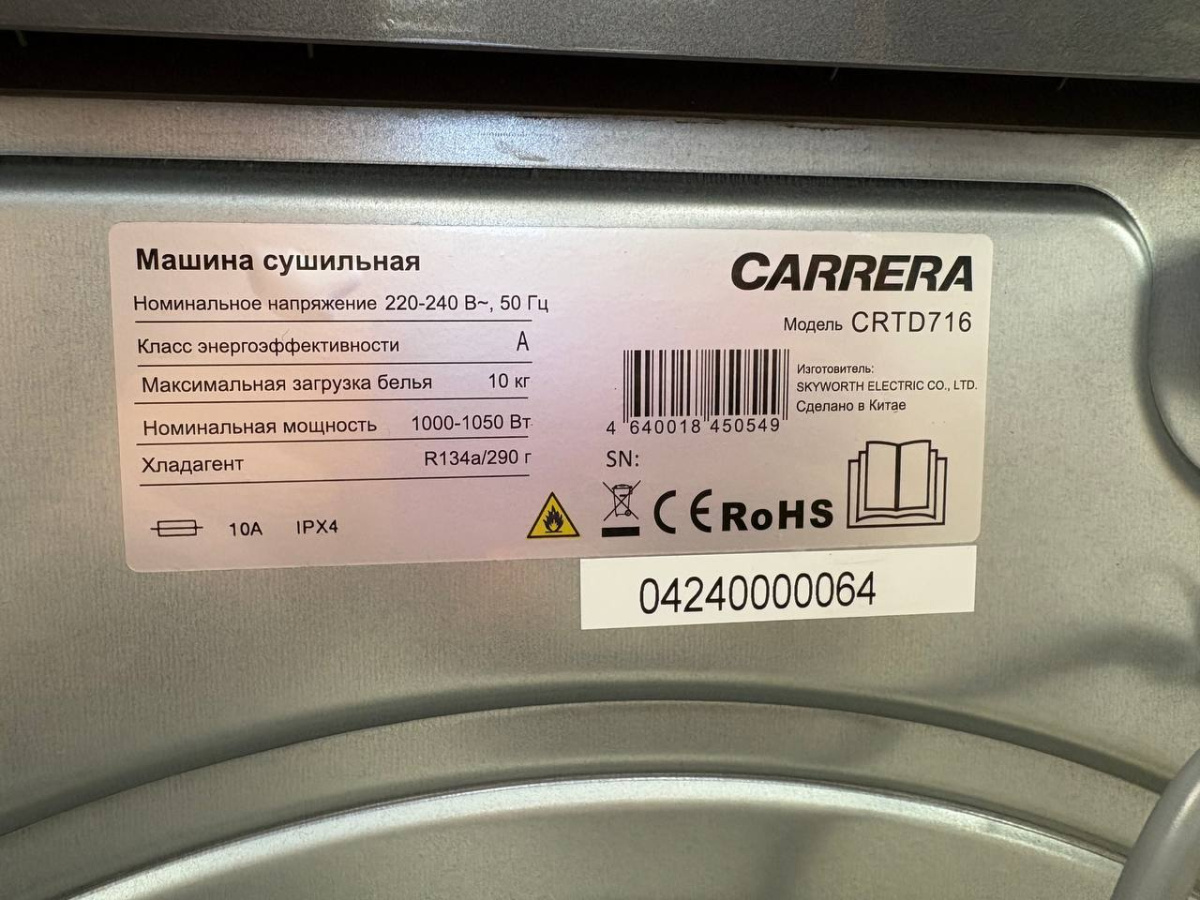 Машина сушильная
Номинальное напряжение 220-240 В~, 50 Гц
Класс энергоэффективности A
Максимальная загрузка белья 10 кг
Номинальная мощность 1000-1050 Вт
Хладагент R134a/290 г
10A IPX4
CARRERA
Модель CRTD716
Изготовитель:
SKYWORTH ELECTRIC CO., LTD.
Сделано в Китае
4 640018 450549
SN:
CE RoHS
04240000064